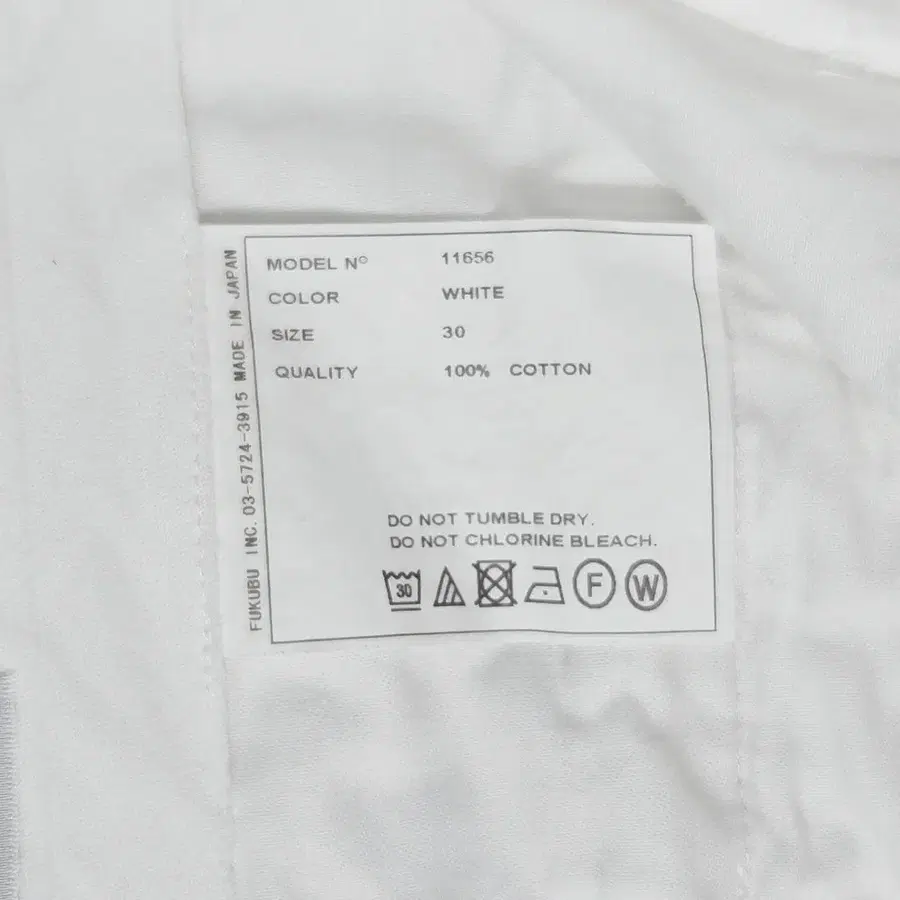 MODEL Nº 11656
COLOR WHITE
SIZE 30
QUALITY 100% COTTON
DO NOT TUMBLE DRY.
DO NOT CHLORINE BLEACH.
30 F W
FUKUBU INC. 03-5724-3915 MADE IN JAPAN